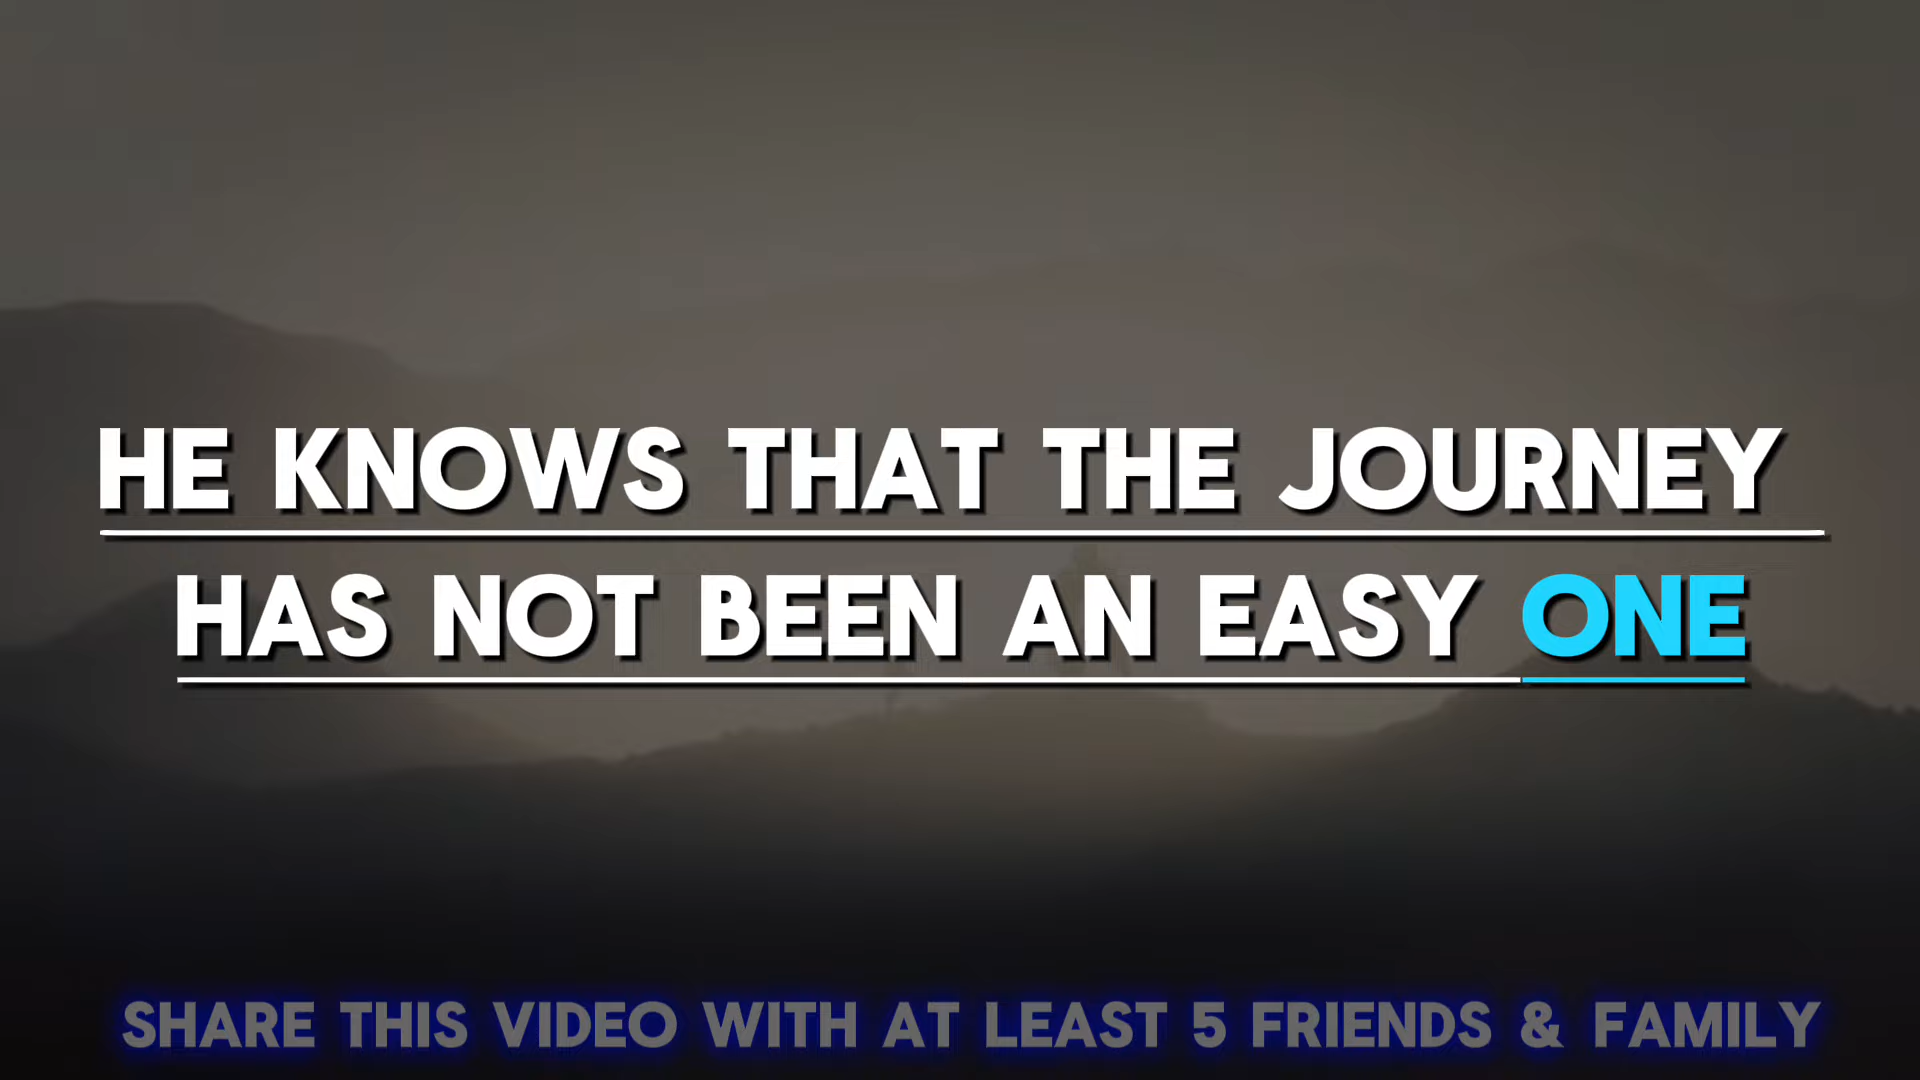 HE KNOWS THAT THE JOURNEY
HAS NOT BEEN AN EASY ONE
SHARE THIS VIDEO WITH AT LEAST 5 FRIENDS & FAMILY